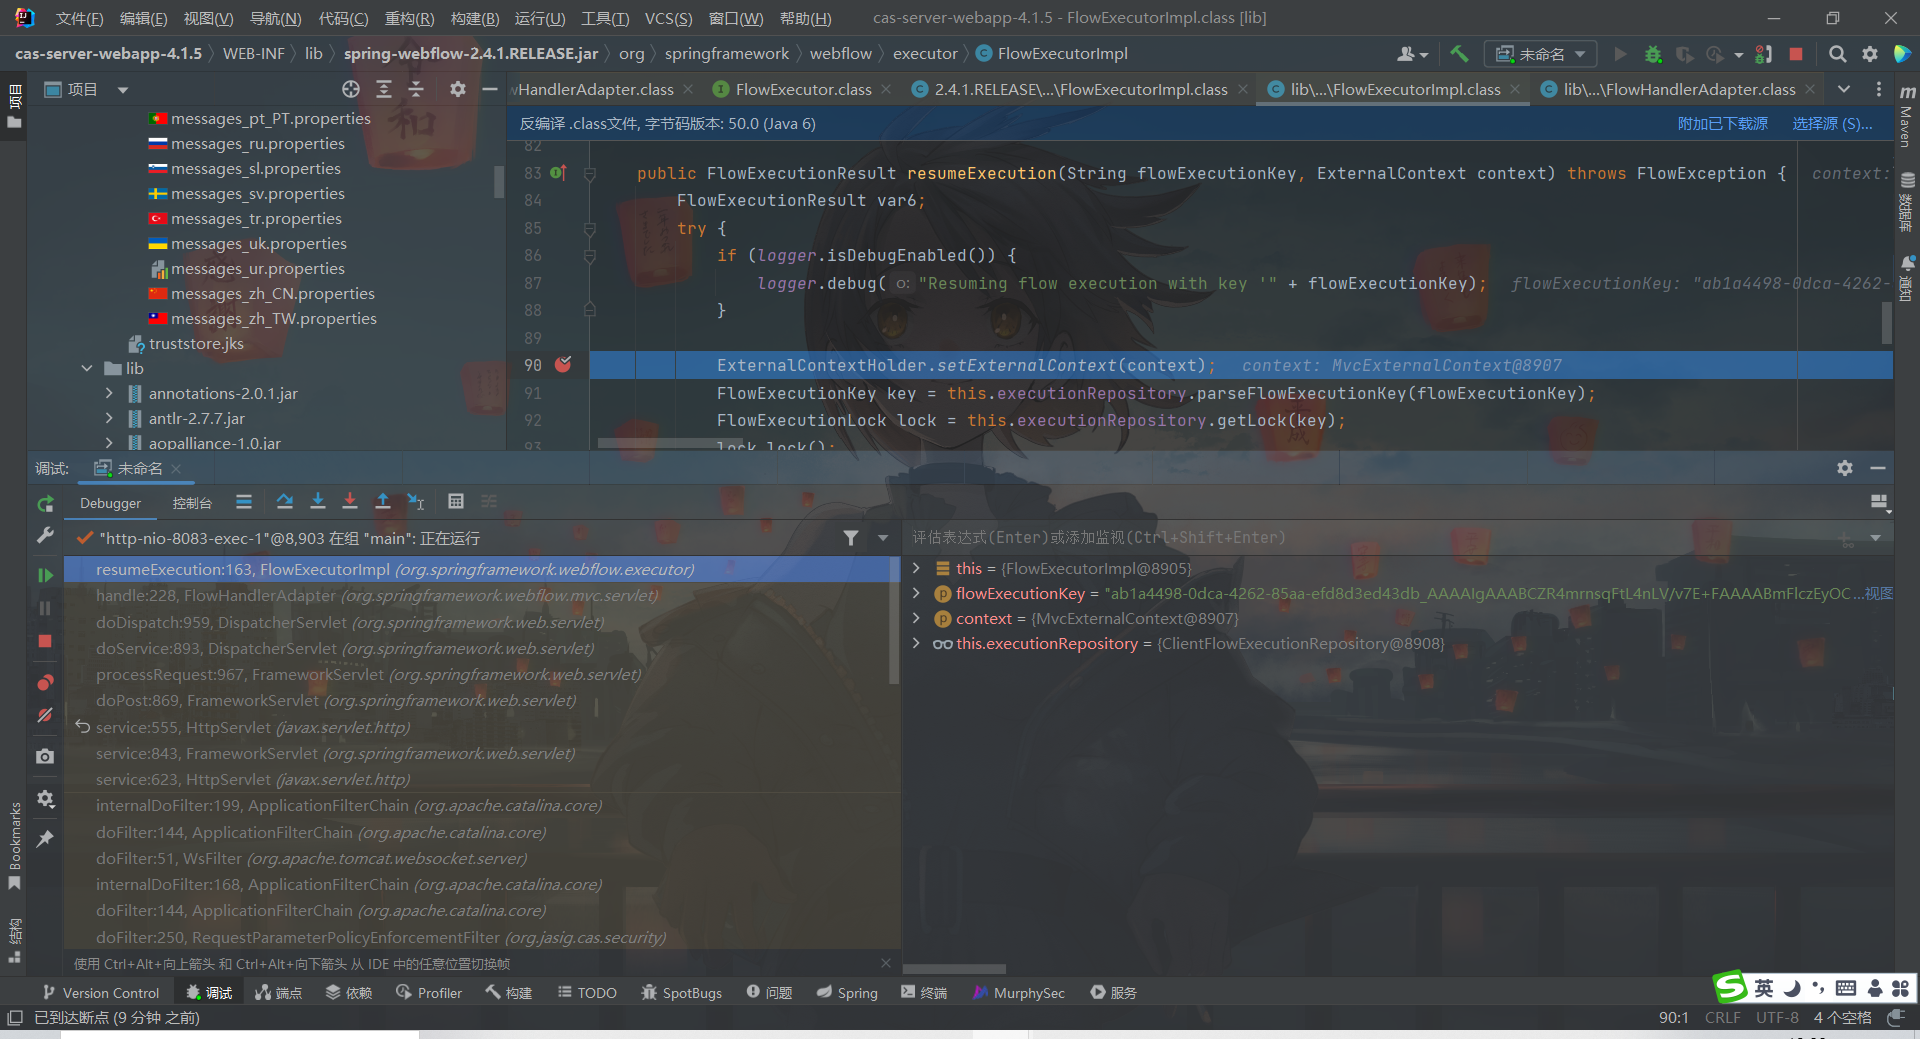 文件(F) 编辑(E) 视图(V) 导航(N) 代码(C) 重构(R) 构建(B) 运行(U) 工具(T) VCS(S) 窗口(W) 帮助(H) cas-server-webapp-4.1.5 - FlowExecutorImpl.class [lib]
cas-server-webapp-4.1.5 WEB-INF lib spring-webflow-2.4.1.RELEASE.jar org springframework webflow executor FlowExecutorImpl 未命名
项目
HandlerAdapter.class FlowExecutor.class 2.4.1.RELEASE\...\FlowExecutorImpl.class lib\...\FlowExecutorImpl.class lib\...\FlowHandlerAdapter.class
反编译 .class文件, 字节码版本: 50.0 (Java 6) 附加已下载源 选择源 (S)...
项目
messages_pt_PT.properties
messages_ru.properties
messages_sl.properties
messages_sv.properties
messages_tr.properties
messages_uk.properties
messages_ur.properties
messages_zh_CN.properties
messages_zh_TW.properties
truststore.jks
lib
annotations-2.0.1.jar
antlr-2.7.7.jar
aopalliance-1.0.jar
82
83 public FlowExecutionResult resumeExecution(String flowExecutionKey, ExternalContext context) throws FlowException { context:
84 FlowExecutionResult var6;
85 try {
86 if (logger.isDebugEnabled()) {
87 logger.debug( o: "Resuming flow execution with key '" + flowExecutionKey); flowExecutionKey: "ab1a4498-0dca-4262-
88 }
89
90 ExternalContextHolder.setExternalContext(context); context: MvcExternalContext@8907
91 FlowExecutionKey key = this.executionRepository.parseFlowExecutionKey(flowExecutionKey);
92 FlowExecutionLock lock = this.executionRepository.getLock(key);
93 lock.lock();
m Maven
数据库
通知
调试: 未命名
Debugger 控制台
"http-nio-8083-exec-1"@8,903 在组 "main": 正在运行
resumeExecution:163, FlowExecutorImpl (org.springframework.webflow.executor)
handle:228, FlowHandlerAdapter (org.springframework.webflow.mvc.servlet)
doDispatch:959, DispatcherServlet (org.springframework.web.servlet)
doService:893, DispatcherServlet (org.springframework.web.servlet)
processRequest:967, FrameworkServlet (org.springframework.web.servlet)
doPost:869, FrameworkServlet (org.springframework.web.servlet)
service:555, HttpServlet (javax.servlet.http)
service:843, FrameworkServlet (org.springframework.web.servlet)
service:623, HttpServlet (javax.servlet.http)
internalDoFilter:199, ApplicationFilterChain (org.apache.catalina.core)
doFilter:144, ApplicationFilterChain (org.apache.catalina.core)
doFilter:51, WsFilter (org.apache.tomcat.websocket.server)
internalDoFilter:168, ApplicationFilterChain (org.apache.catalina.core)
doFilter:144, ApplicationFilterChain (org.apache.catalina.core)
doFilter:250, RequestParameterPolicyEnforcementFilter (org.jasig.cas.security)
使用 Ctrl+Alt+向上箭头 和 Ctrl+Alt+向下箭头 从 IDE 中的任意位置切换帧
评估表达式(Enter)或添加监视(Ctrl+Shift+Enter)
this = {FlowExecutorImpl@8905}
flowExecutionKey = "ab1a4498-0dca-4262-85aa-efd8d3ed43db_AAAAIgAAABCZR4mrnsqFtL4nLV/v7E+FAAAABmFlczEyOC ...视图
context = {MvcExternalContext@8907}
this.executionRepository = {ClientFlowExecutionRepository@8908}
Bookmarks
结构
Version Control 调试 端点 依赖 Profiler 构建 TODO SpotBugs 问题 Spring 终端 MurphySec 服务
英
已到达断点 (9 分钟 之前) 90:1 CRLF UTF-8 4 个空格